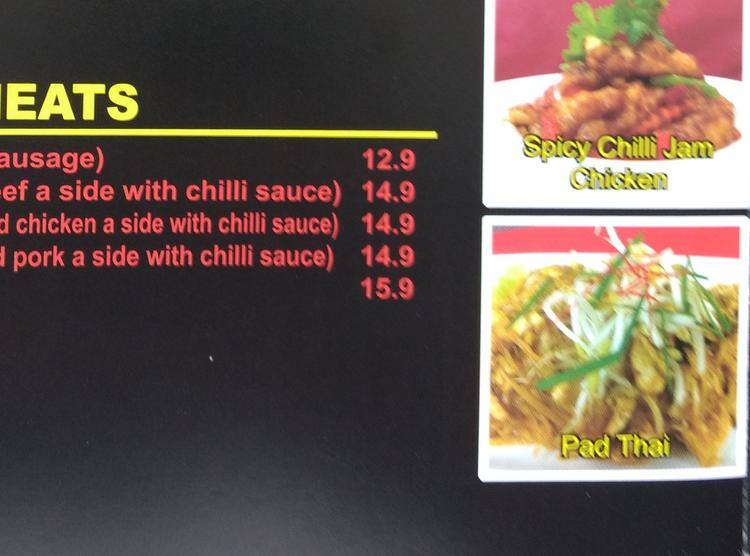 EATS
ausage) 12.9
eef a side with chilli sauce) 14.9
d chicken a side with chilli sauce) 14.9
d pork a side with chilli sauce) 14.9
15.9
Spicy Chilli Jam
Chicken
Pad Thai